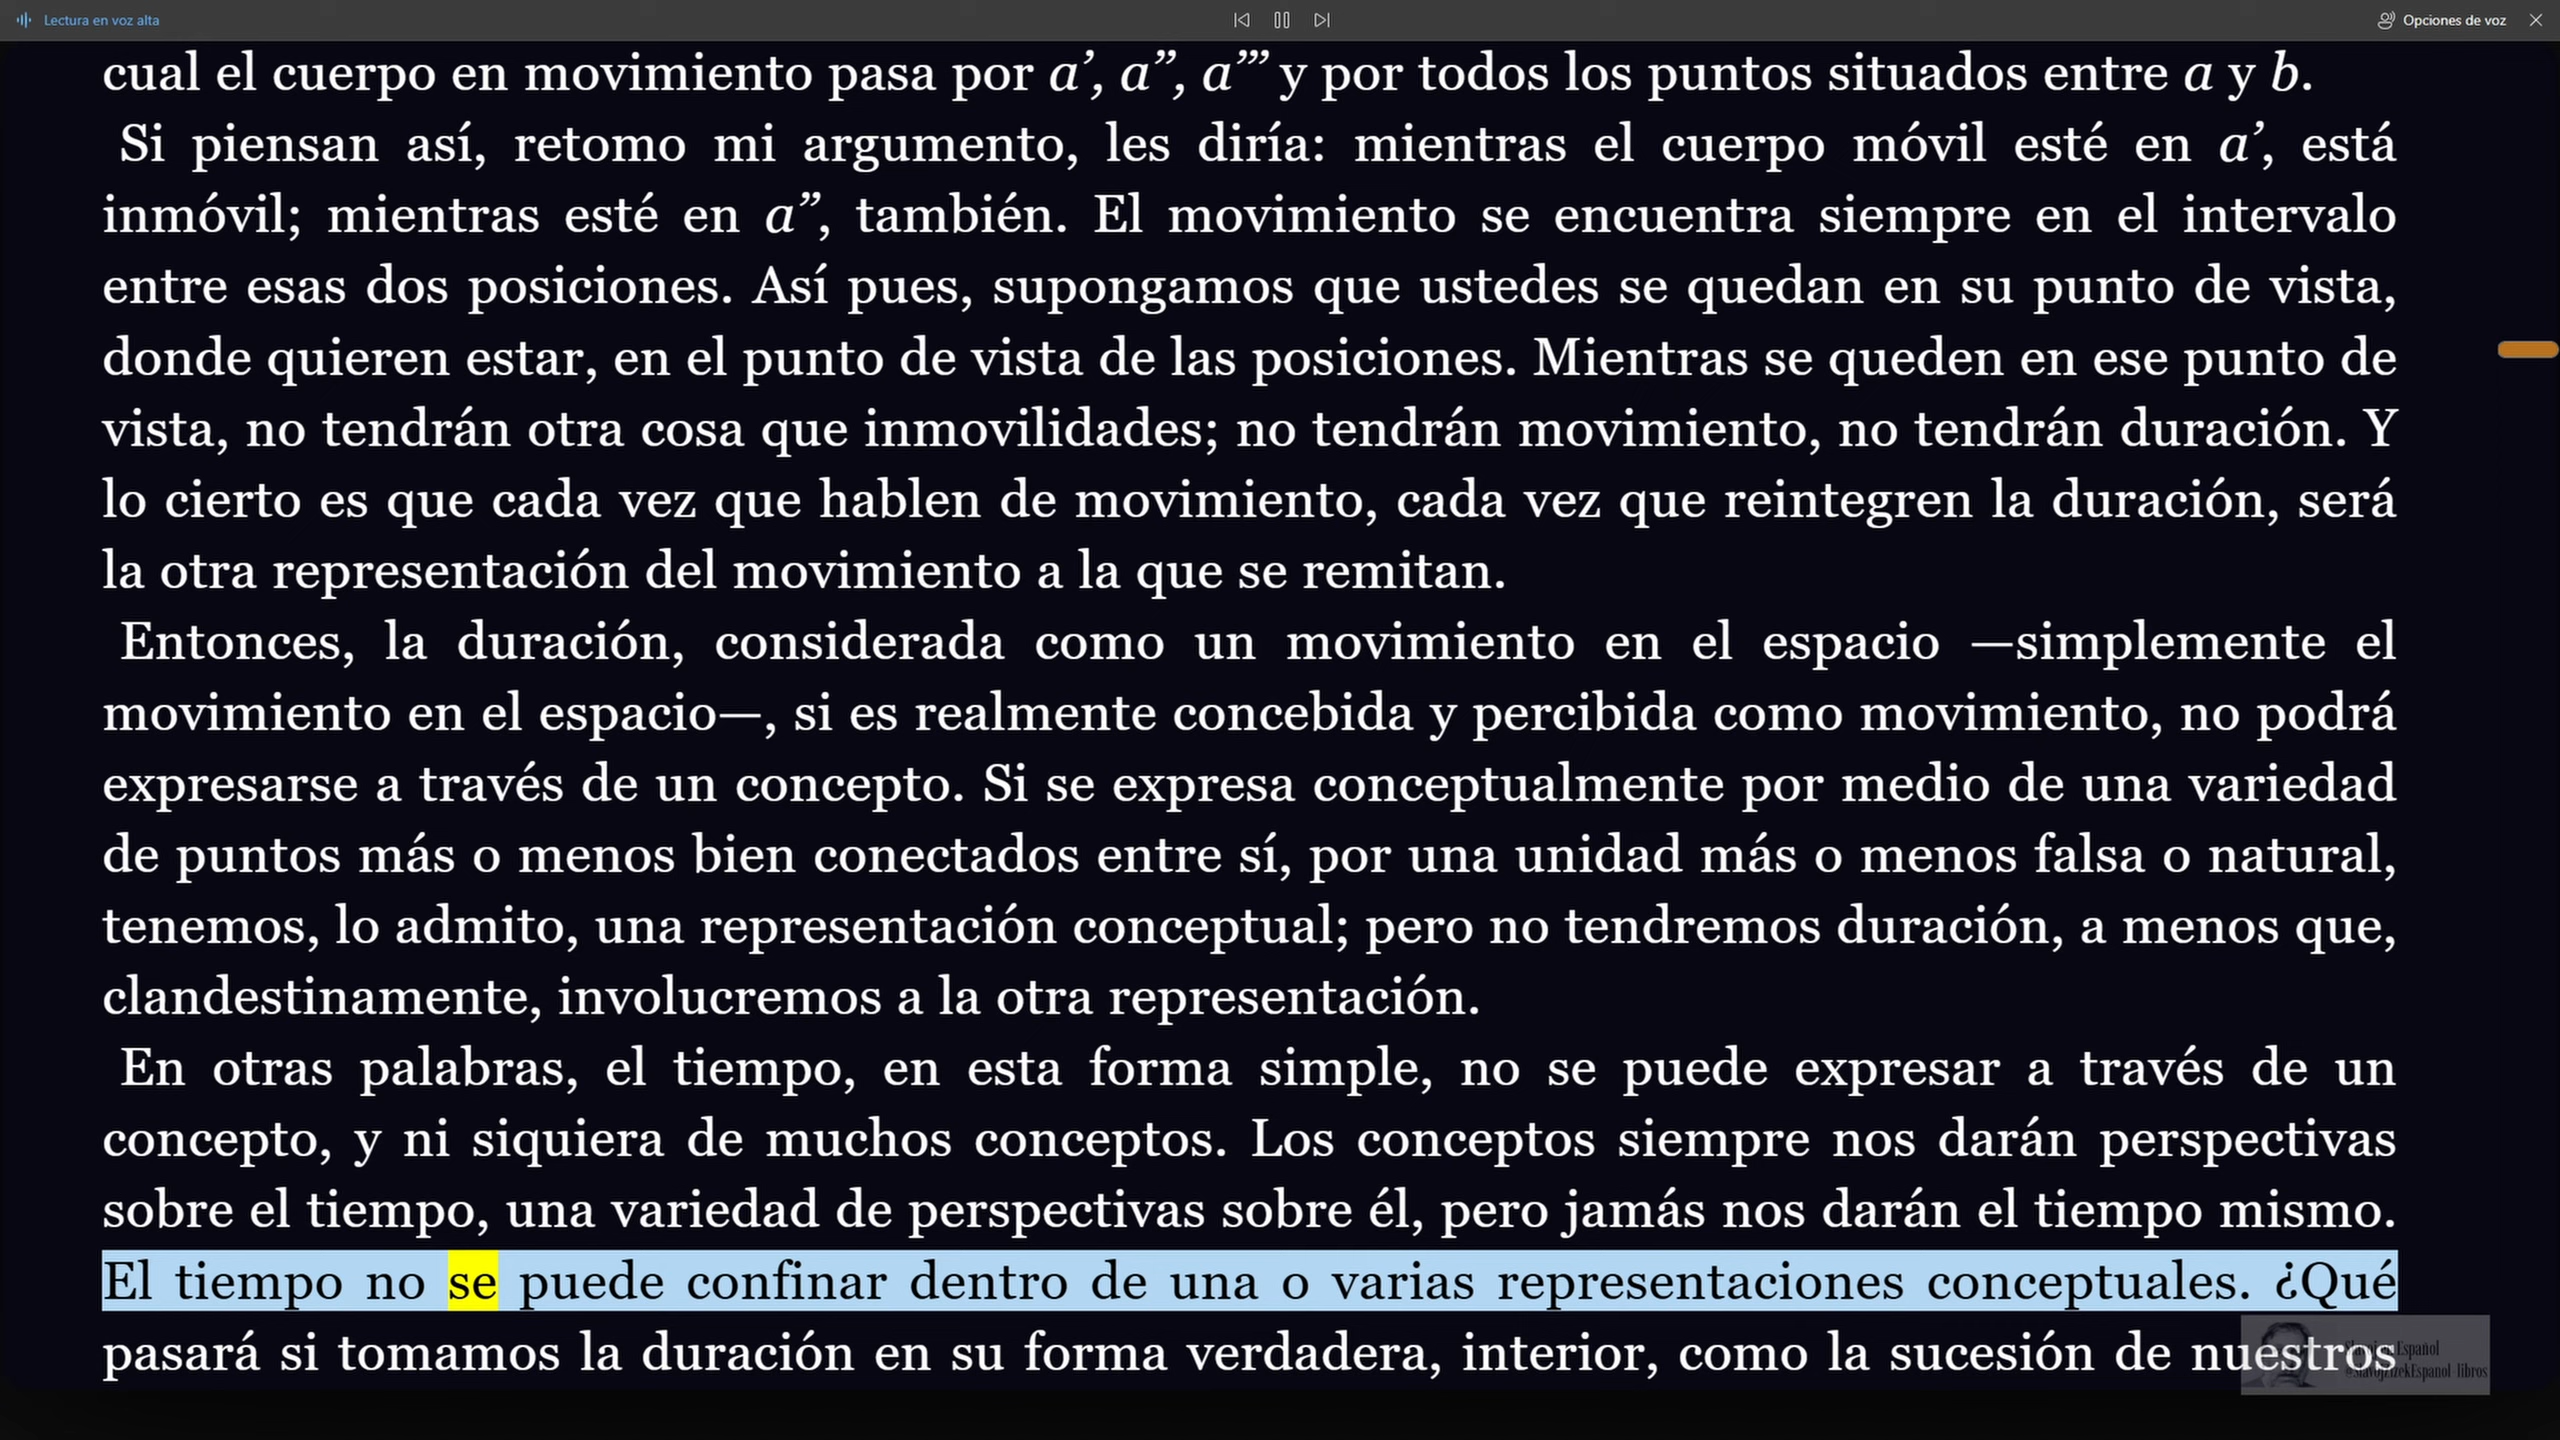 Lectura en voz alta
Opciones de voz
cual el cuerpo en movimiento pasa por a’, a”, a”’ y por todos los puntos situados entre a y b.
Si piensan así, retomo mi argumento, les diría: mientras el cuerpo móvil esté en a’, está
inmóvil; mientras esté en a”, también. El movimiento se encuentra siempre en el intervalo
entre esas dos posiciones. Así pues, supongamos que ustedes se quedan en su punto de vista,
donde quieren estar, en el punto de vista de las posiciones. Mientras se queden en ese punto de
vista, no tendrán otra cosa que inmovilidades; no tendrán movimiento, no tendrán duración. Y
lo cierto es que cada vez que hablen de movimiento, cada vez que reintegren la duración, será
la otra representación del movimiento a la que se remitan.
Entonces, la duración, considerada como un movimiento en el espacio —simplemente el
movimiento en el espacio—, si es realmente concebida y percibida como movimiento, no podrá
expresarse a través de un concepto. Si se expresa conceptualmente por medio de una variedad
de puntos más o menos bien conectados entre sí, por una unidad más o menos falsa o natural,
tenemos, lo admito, una representación conceptual; pero no tendremos duración, a menos que,
clandestinamente, involucremos a la otra representación.
En otras palabras, el tiempo, en esta forma simple, no se puede expresar a través de un
concepto, y ni siquiera de muchos conceptos. Los conceptos siempre nos darán perspectivas
sobre el tiempo, una variedad de perspectivas sobre él, pero jamás nos darán el tiempo mismo.
El tiempo no se puede confinar dentro de una o varias representaciones conceptuales. ¿Qué
pasará si tomamos la duración en su forma verdadera, interior, como la sucesión de nuestros
Español